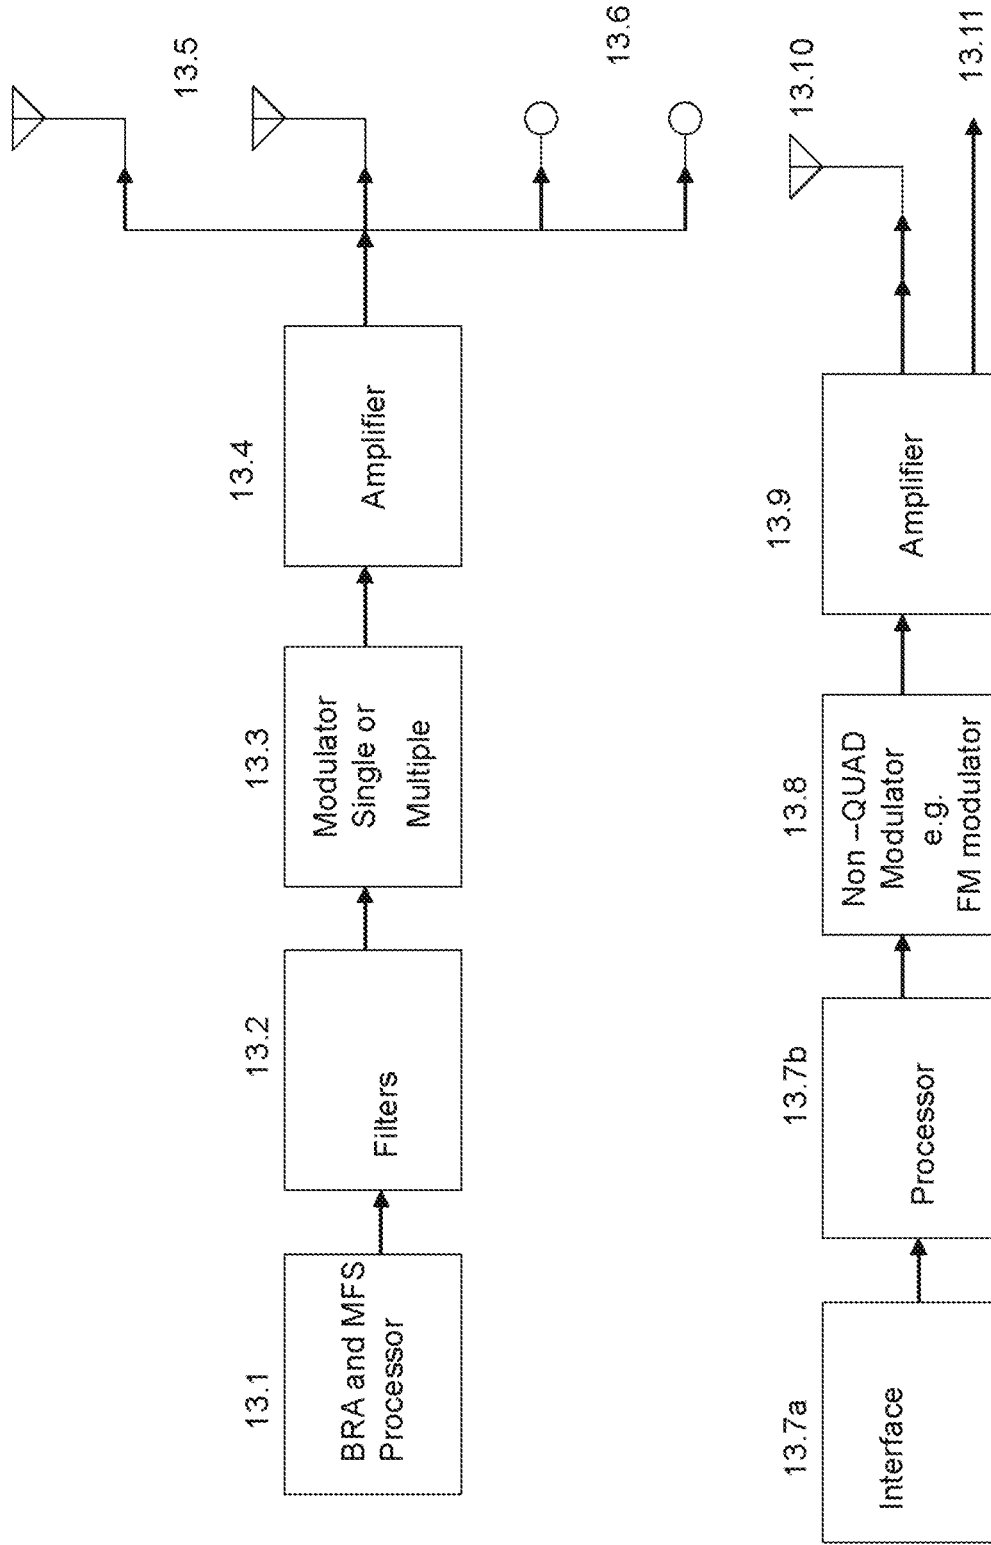 13.1
BRA and MFS
Processor
13.2
Filters
13.3
Modulator
Single or
Multiple
13.4
Amplifier
13.5
13.6
13.7a
Interface
13.7b
Processor
13.8
Non –QUAD
Modulator
e.g.
FM modulator
13.9
Amplifier
13.10
13.11